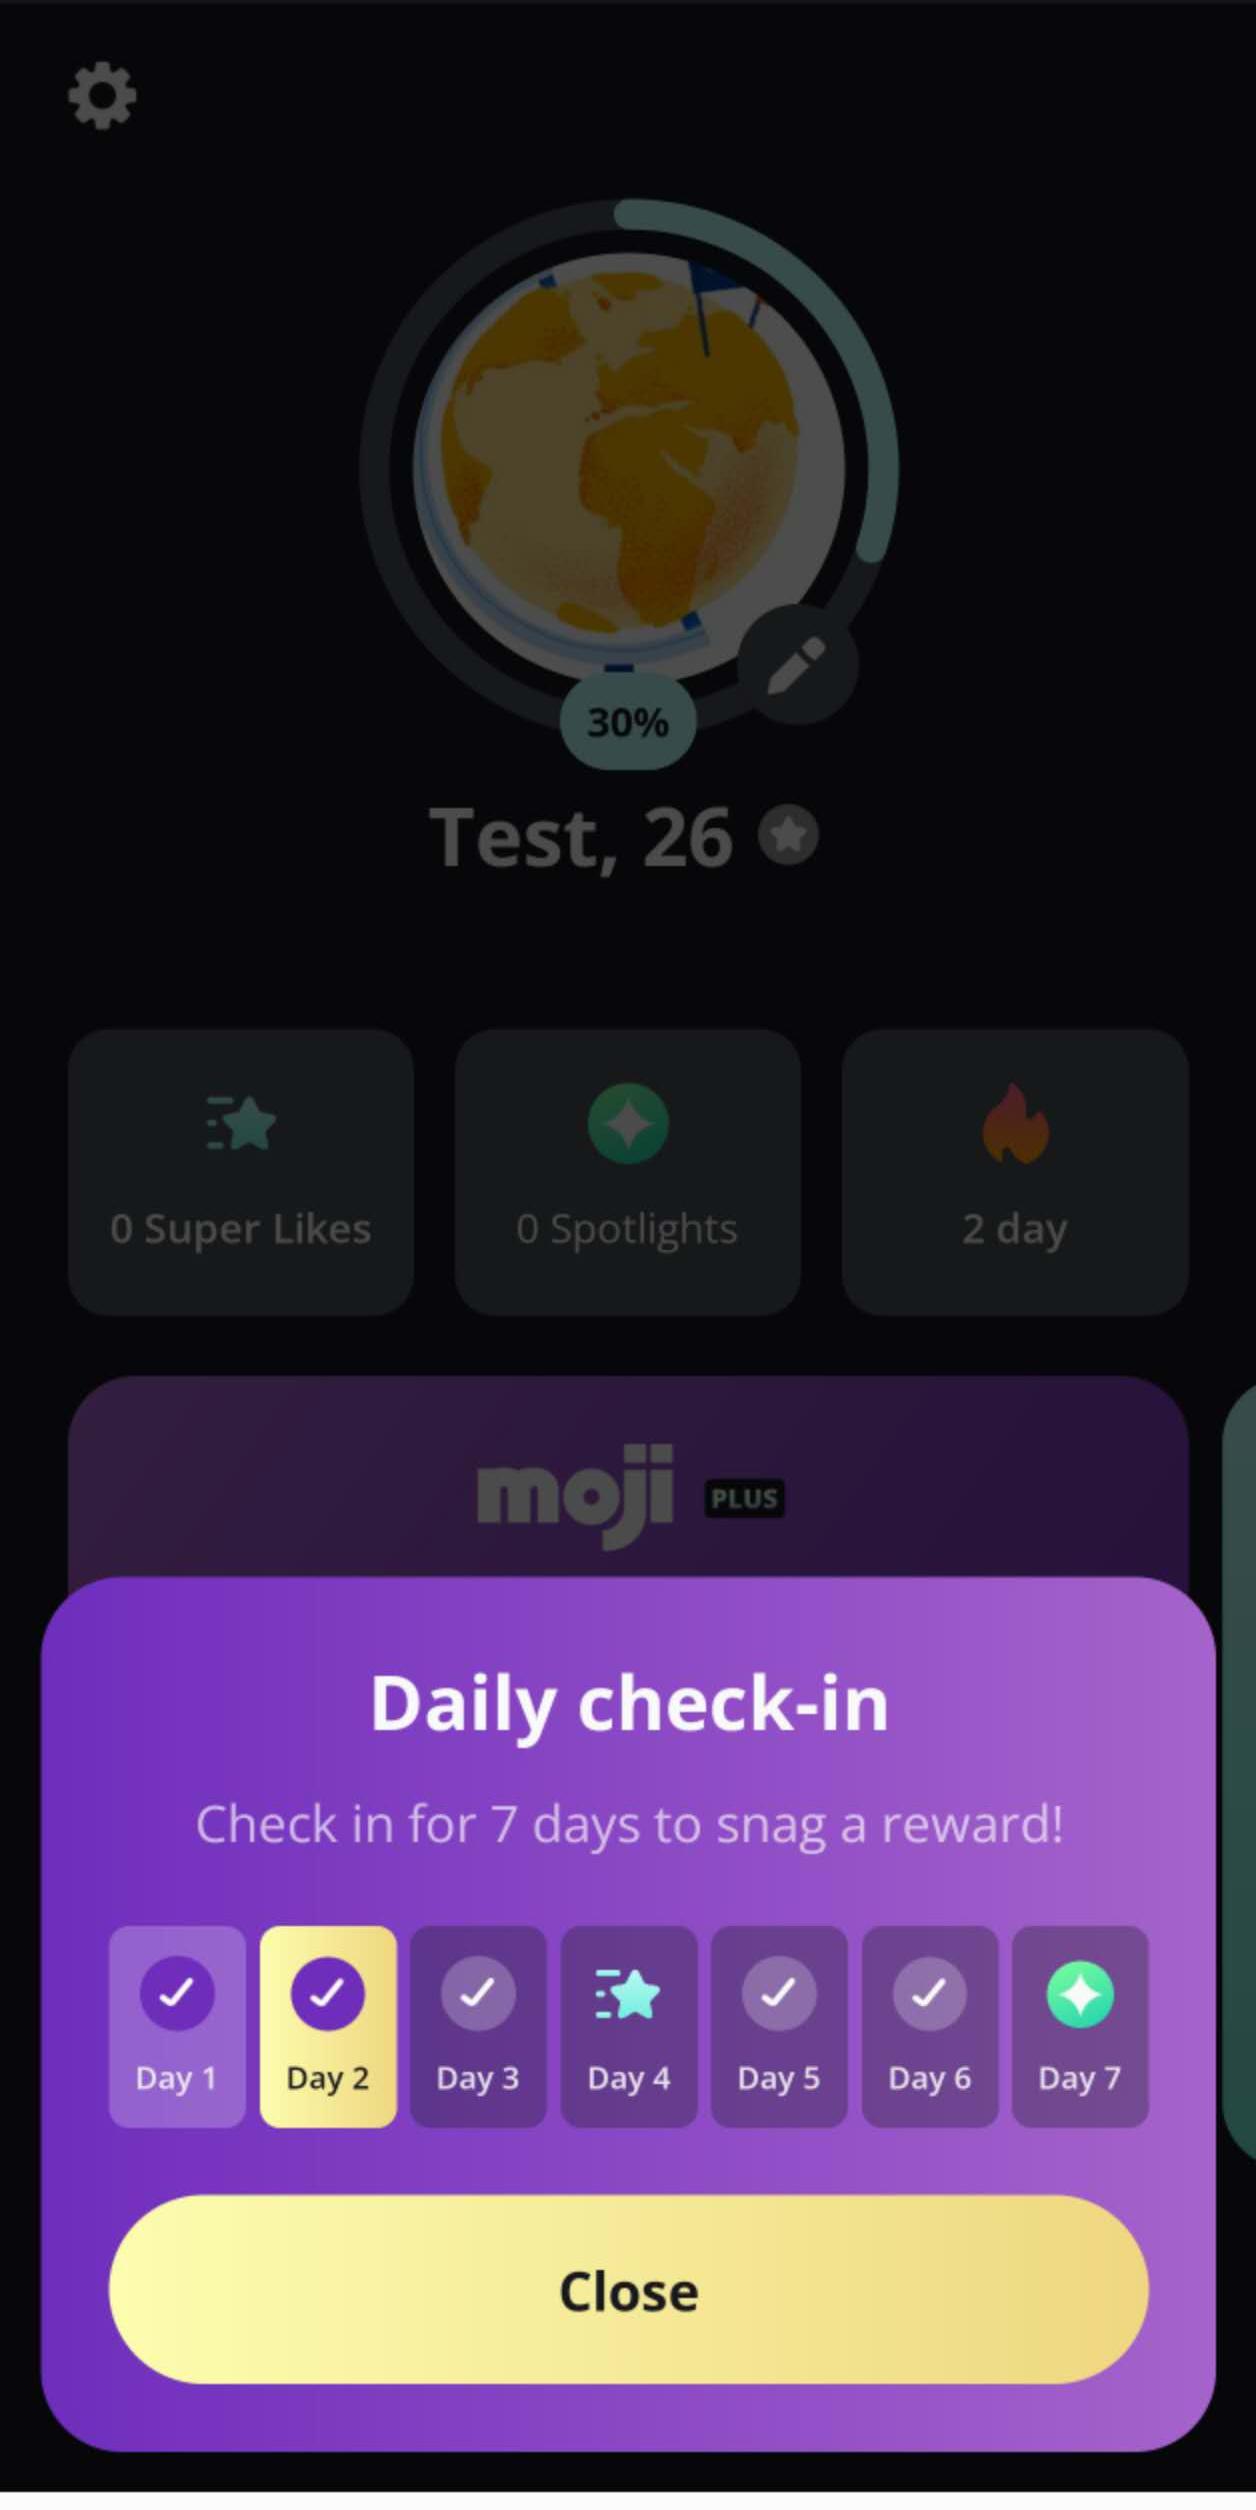 30%
Test, 26
0 Super Likes
0 Spotlights
2 day
moji PLUS
Daily check-in
Check in for 7 days to snag a reward!
Day 1 Day 2 Day 3 Day 4 Day 5 Day 6 Day 7
Close